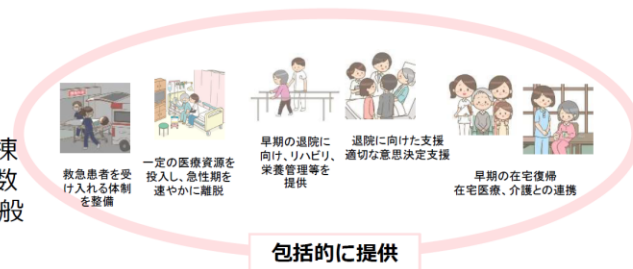 棟
数
般
救急患者を受
け入れる体制
を整備
一定の医療資源を
投入し、急性期を
速やかに離脱
早期の退院に
向け、リハビリ、
栄養管理等を
提供
退院に向けた支援
適切な意思決定支援
早期の在宅復帰
在宅医療、介護との連携
包括的に提供